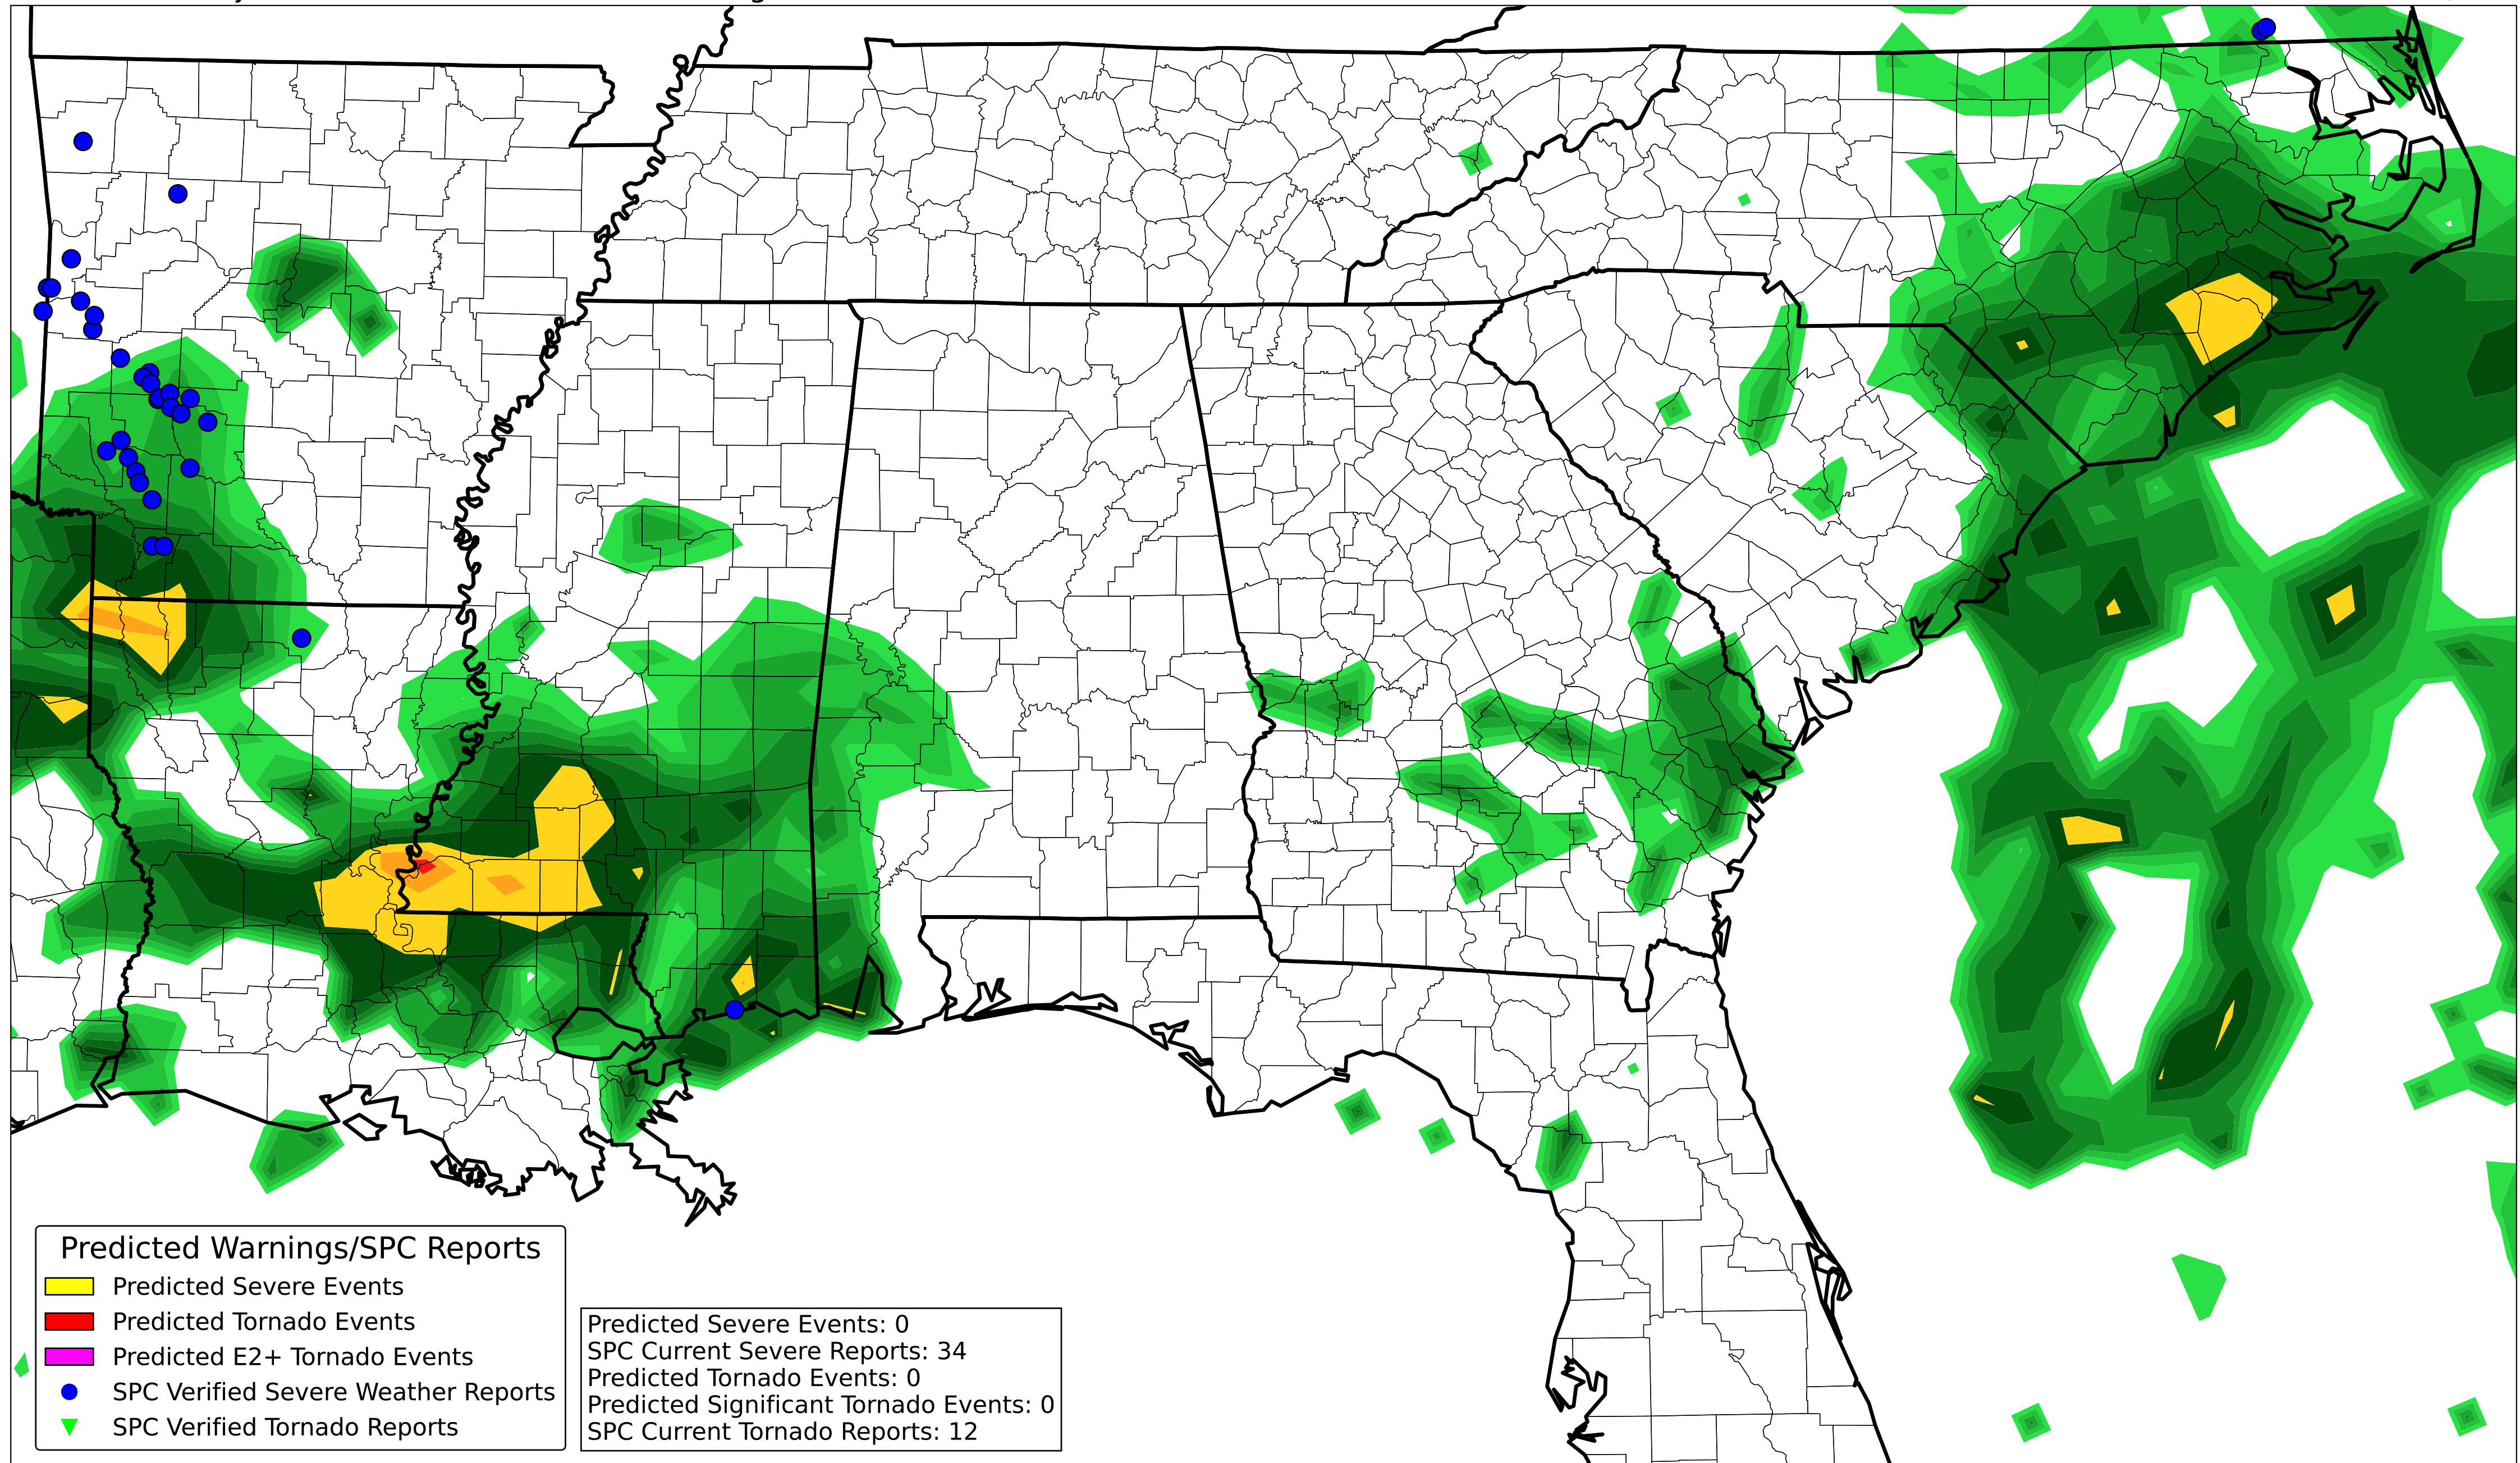 Predicted Warnings/SPC Reports
Predicted Severe Events
Predicted Tornado Events
Predicted E2+ Tornado Events
SPC Verified Severe Weather Reports
SPC Verified Tornado Reports
Predicted Severe Events: 0
SPC Current Severe Reports: 34
Predicted Tornado Events: 0
Predicted Significant Tornado Events: 0
SPC Current Tornado Reports: 12